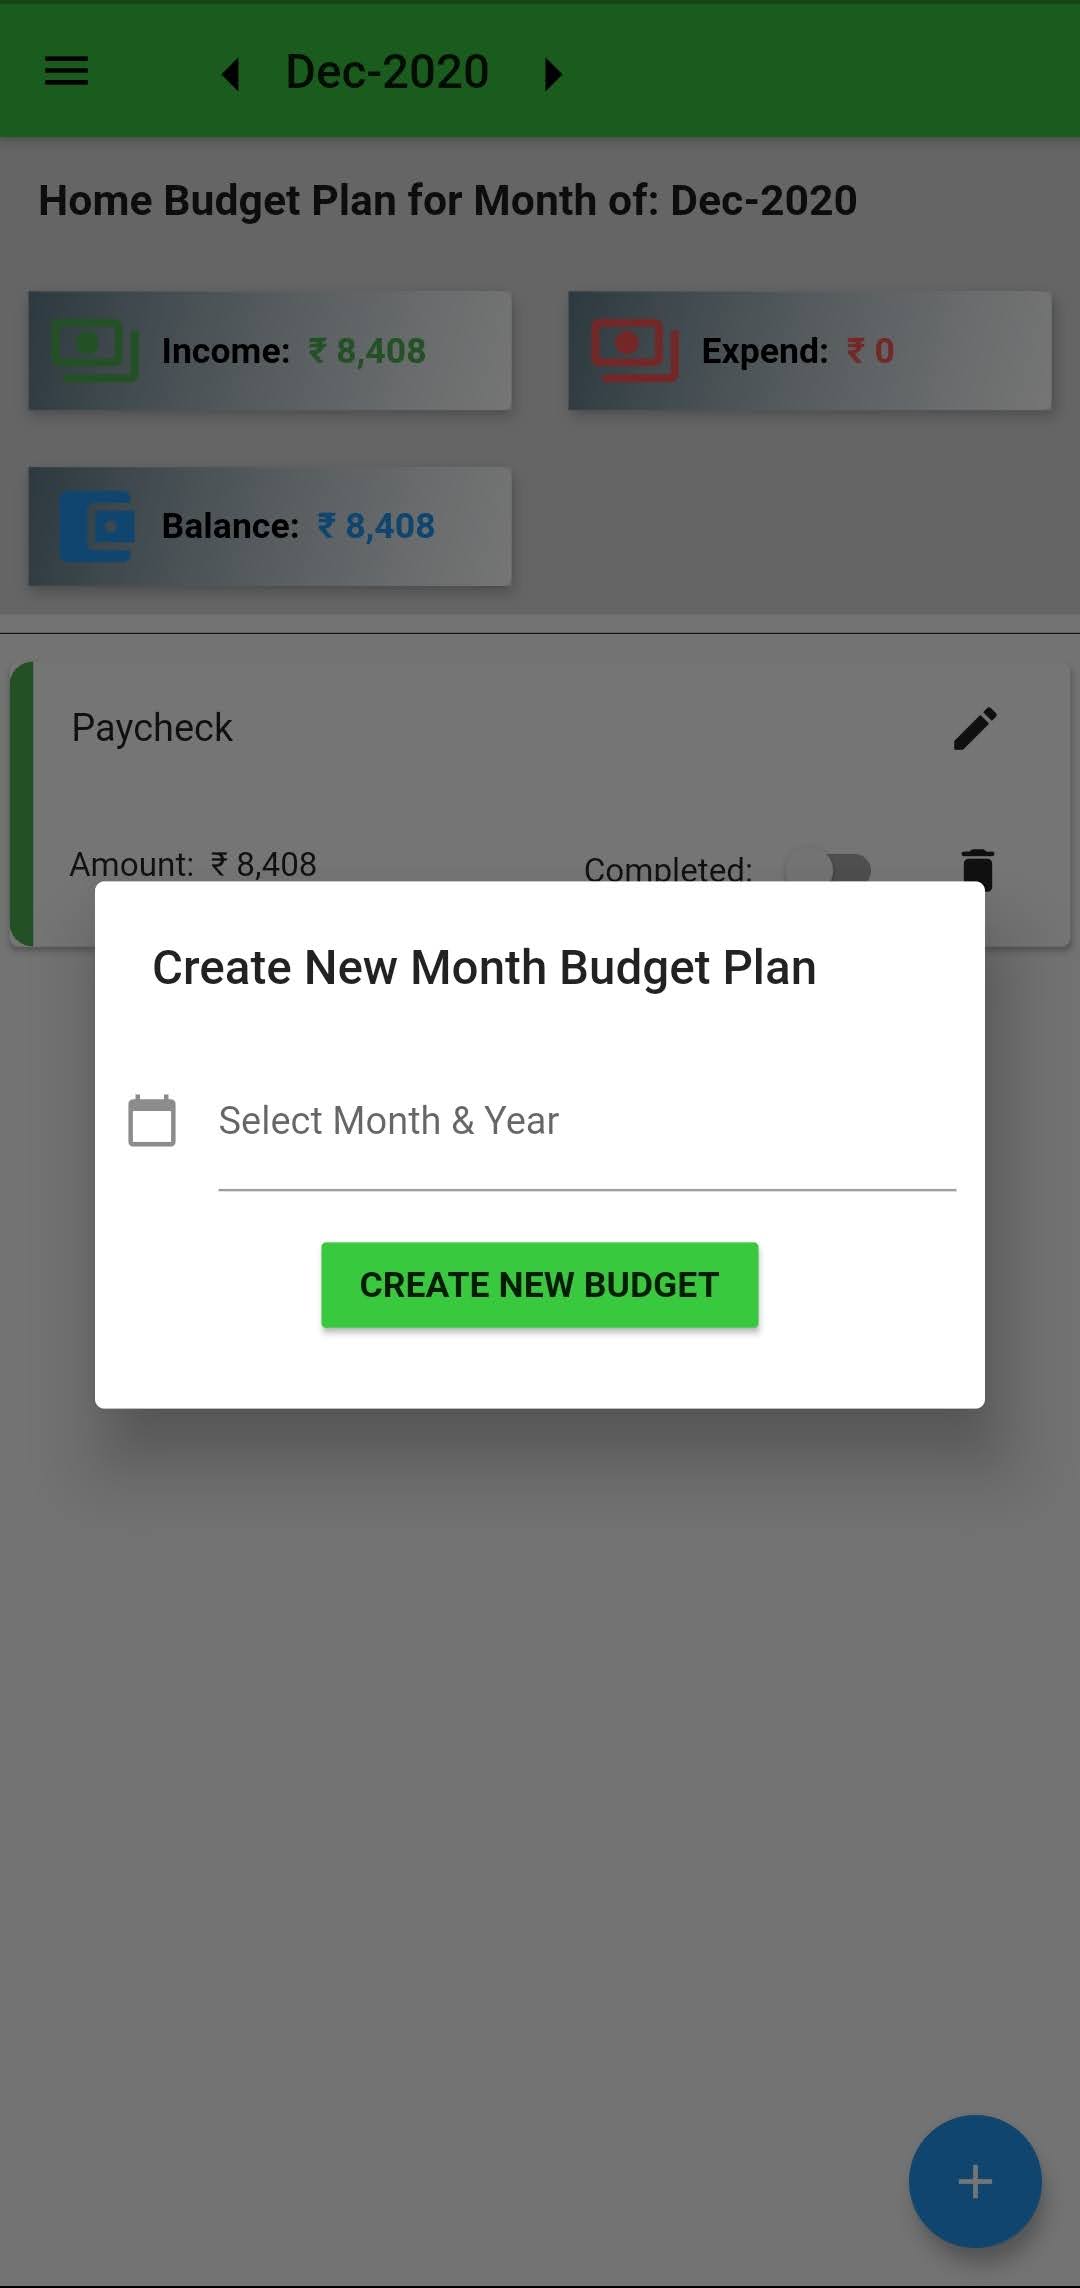 Dec-2020
Home Budget Plan for Month of: Dec-2020
Income: ₹ 8,408
Expend: ₹ 0
Balance: ₹ 8,408
Paycheck
Amount: ₹ 8,408
Completed:
Create New Month Budget Plan
Select Month & Year
CREATE NEW BUDGET